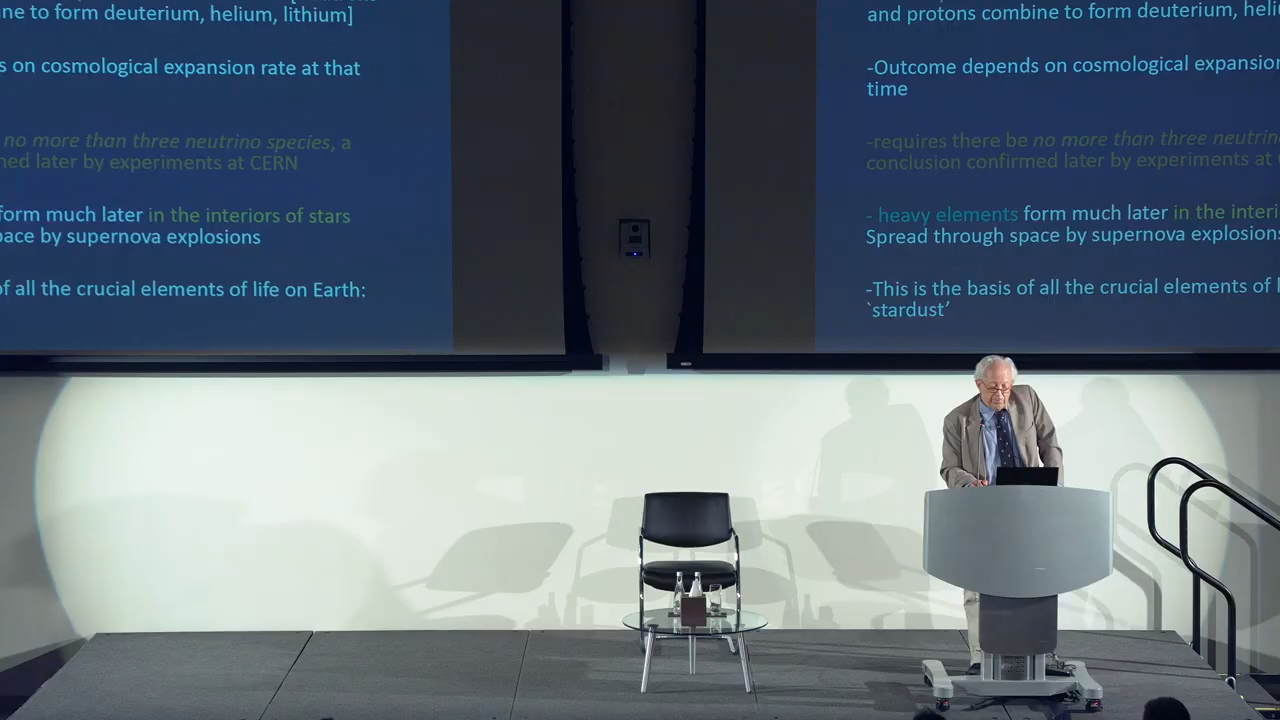 ne to form deuterium, helium, lithium]
s on cosmological expansion rate at that
no more than three neutrino species, a
ned later by experiments at CERN
form much later in the interiors of stars
pace by supernova explosions
of all the crucial elements of life on Earth:
and protons combine to form deuterium, heli
-Outcome depends on cosmological expansion
time
-requires there be no more than three neutrin
conclusion confirmed later by experiments at
- heavy elements form much later in the interi
Spread through space by supernova explosions
-This is the basis of all the crucial elements of l
`stardust’